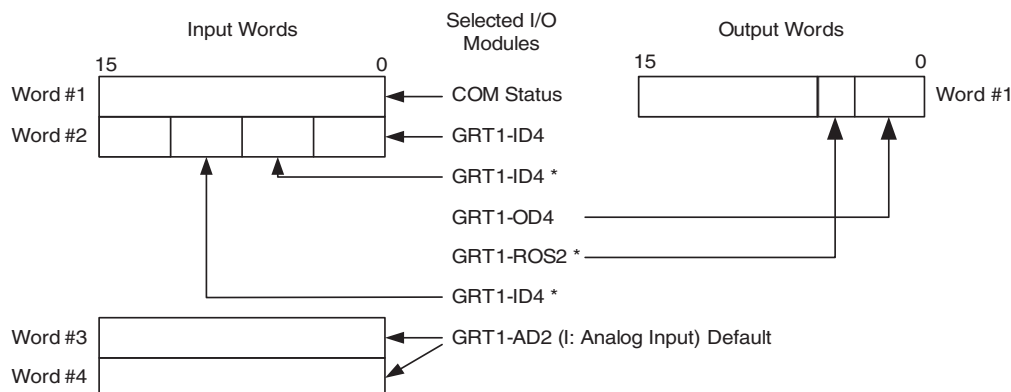 Input Words
Selected I/O
Modules
Output Words
15 0
15 0
Word #1
COM Status
Word #1
Word #2
GRT1-ID4
GRT1-ID4 *
GRT1-OD4
GRT1-ROS2 *
GRT1-ID4 *
Word #3
GRT1-AD2 (I: Analog Input) Default
Word #4